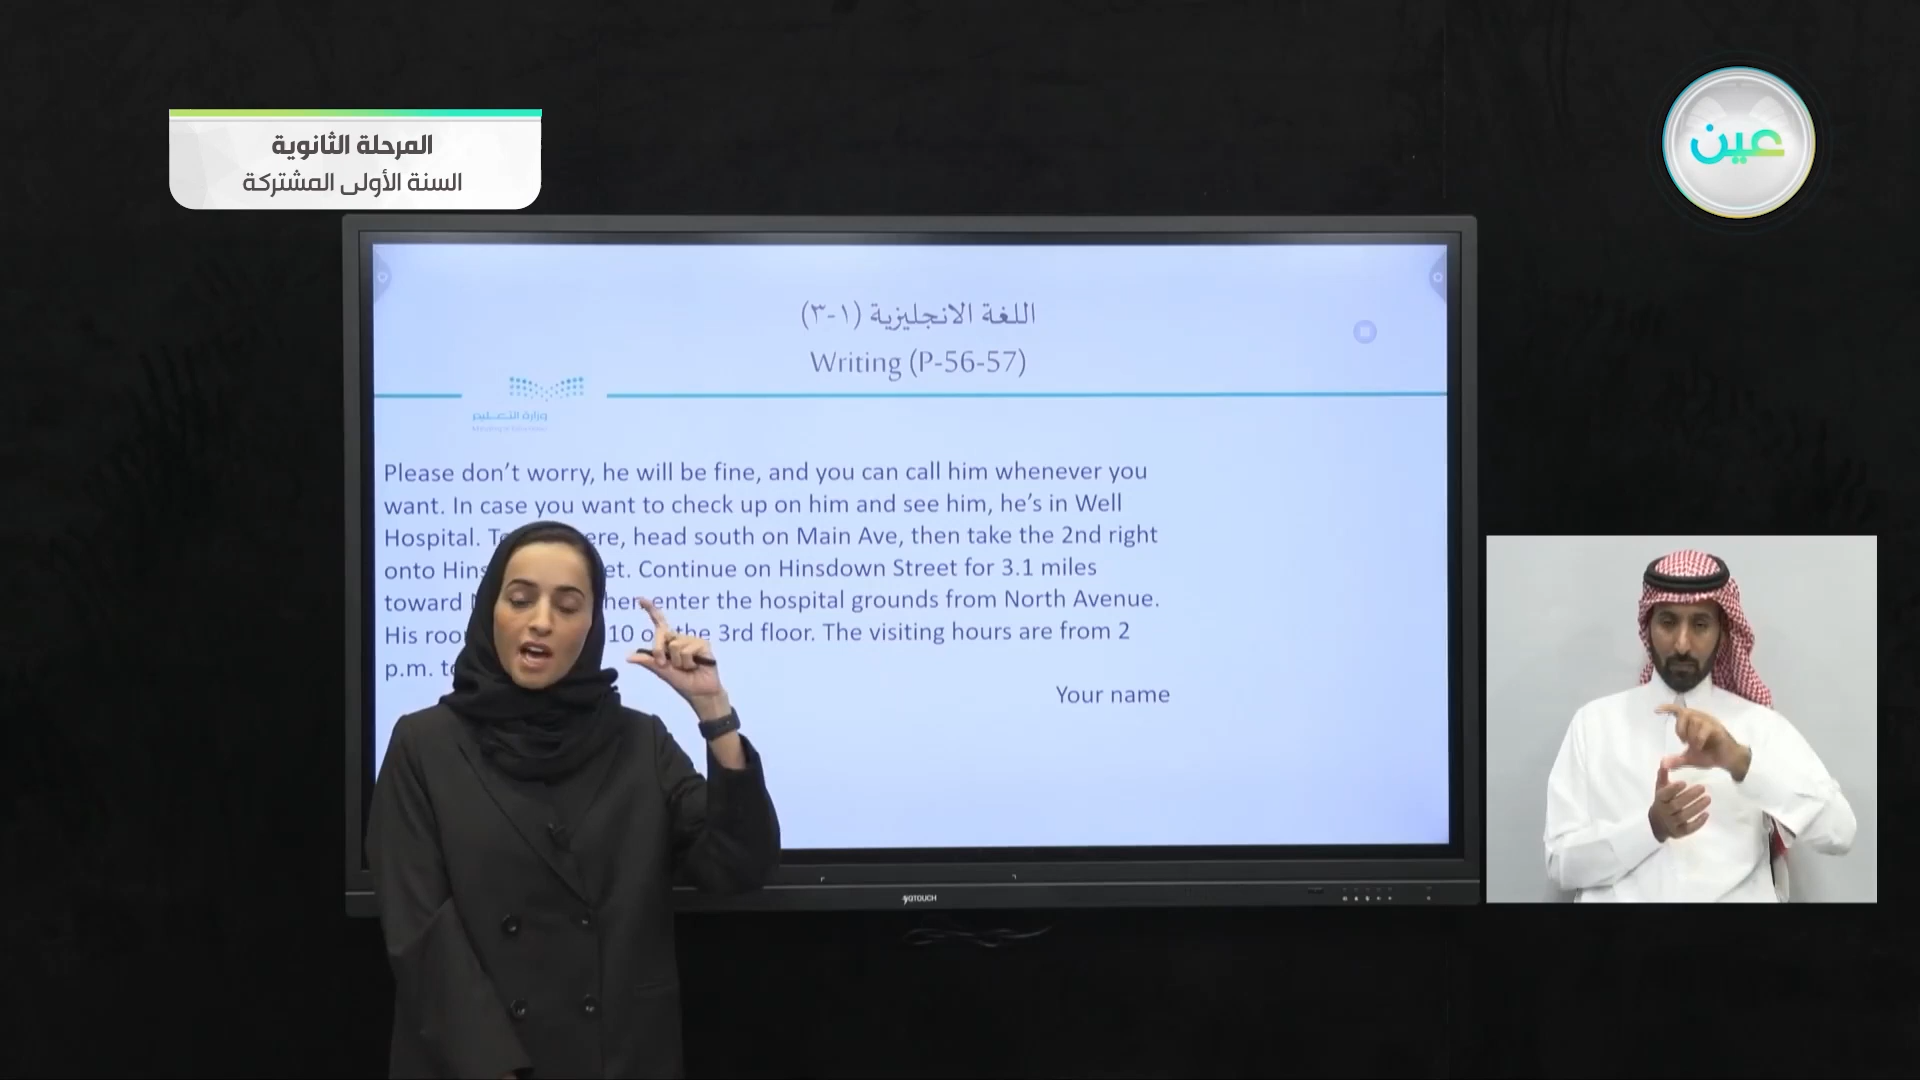 المرحلة الثانوية
السنة الأولى المشتركة
عين
اللغة الانجليزية (١-٣)
Writing (P-56-57)
وزارة التعليم
Please don't worry, he will be fine, and you can call him whenever you
want. In case you want to check up on him and see him, he's in Well
Hospital. head south on Main Ave, then take the 2nd right
onto Continue on Hinsdown Street for 3.1 miles
toward enter the hospital grounds from North Avenue.
His 10 the 3rd floor. The visiting hours are from 2
p.m.
Your name